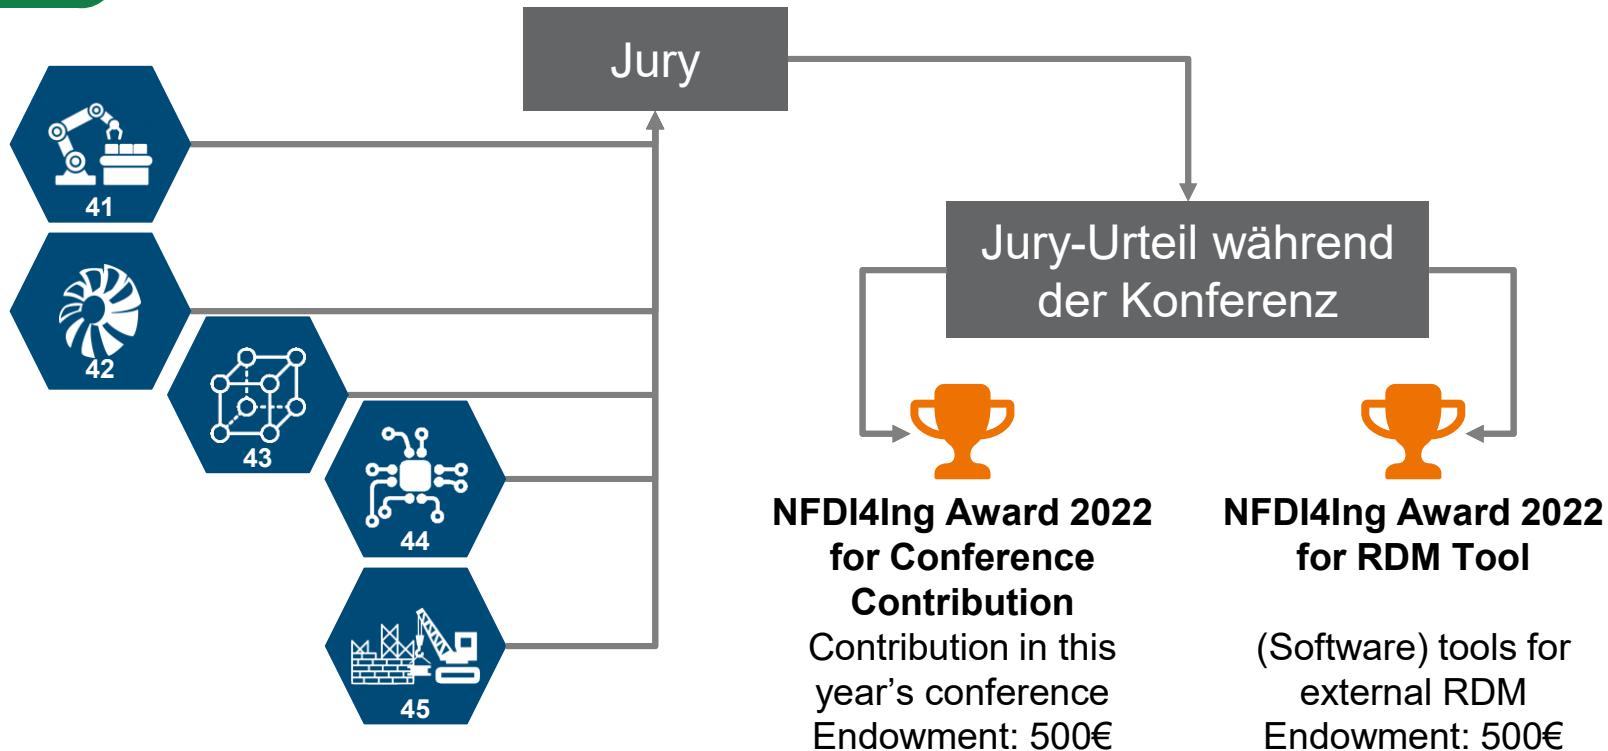 Jury
41
42
43
44
45
Jury-Urteil während
der Konferenz
NFDI4Ing Award 2022
for Conference
Contribution
Contribution in this
year’s conference
Endowment: 500€
NFDI4Ing Award 2022
for RDM Tool
(Software) tools for
external RDM
Endowment: 500€